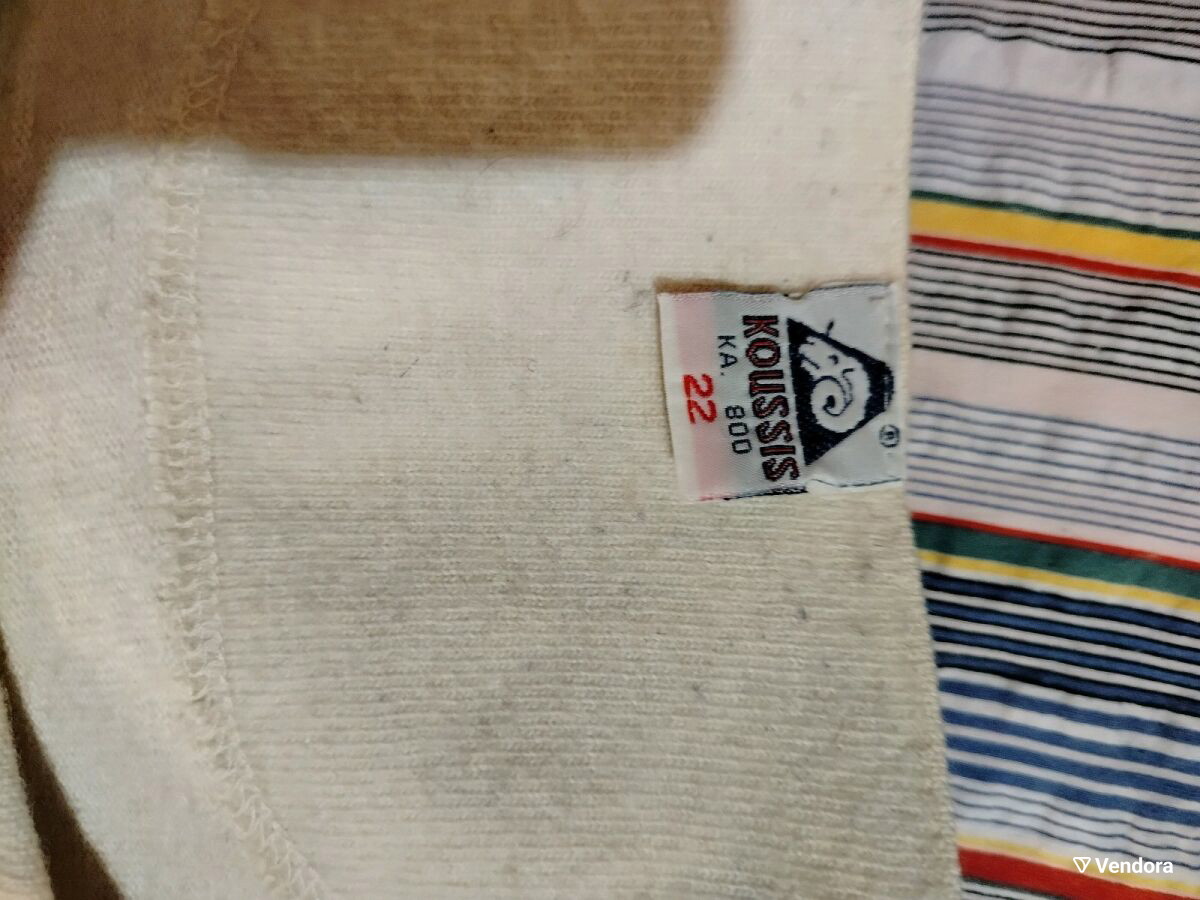 ®
KOUSSIS
KA. 800
22
Vendora